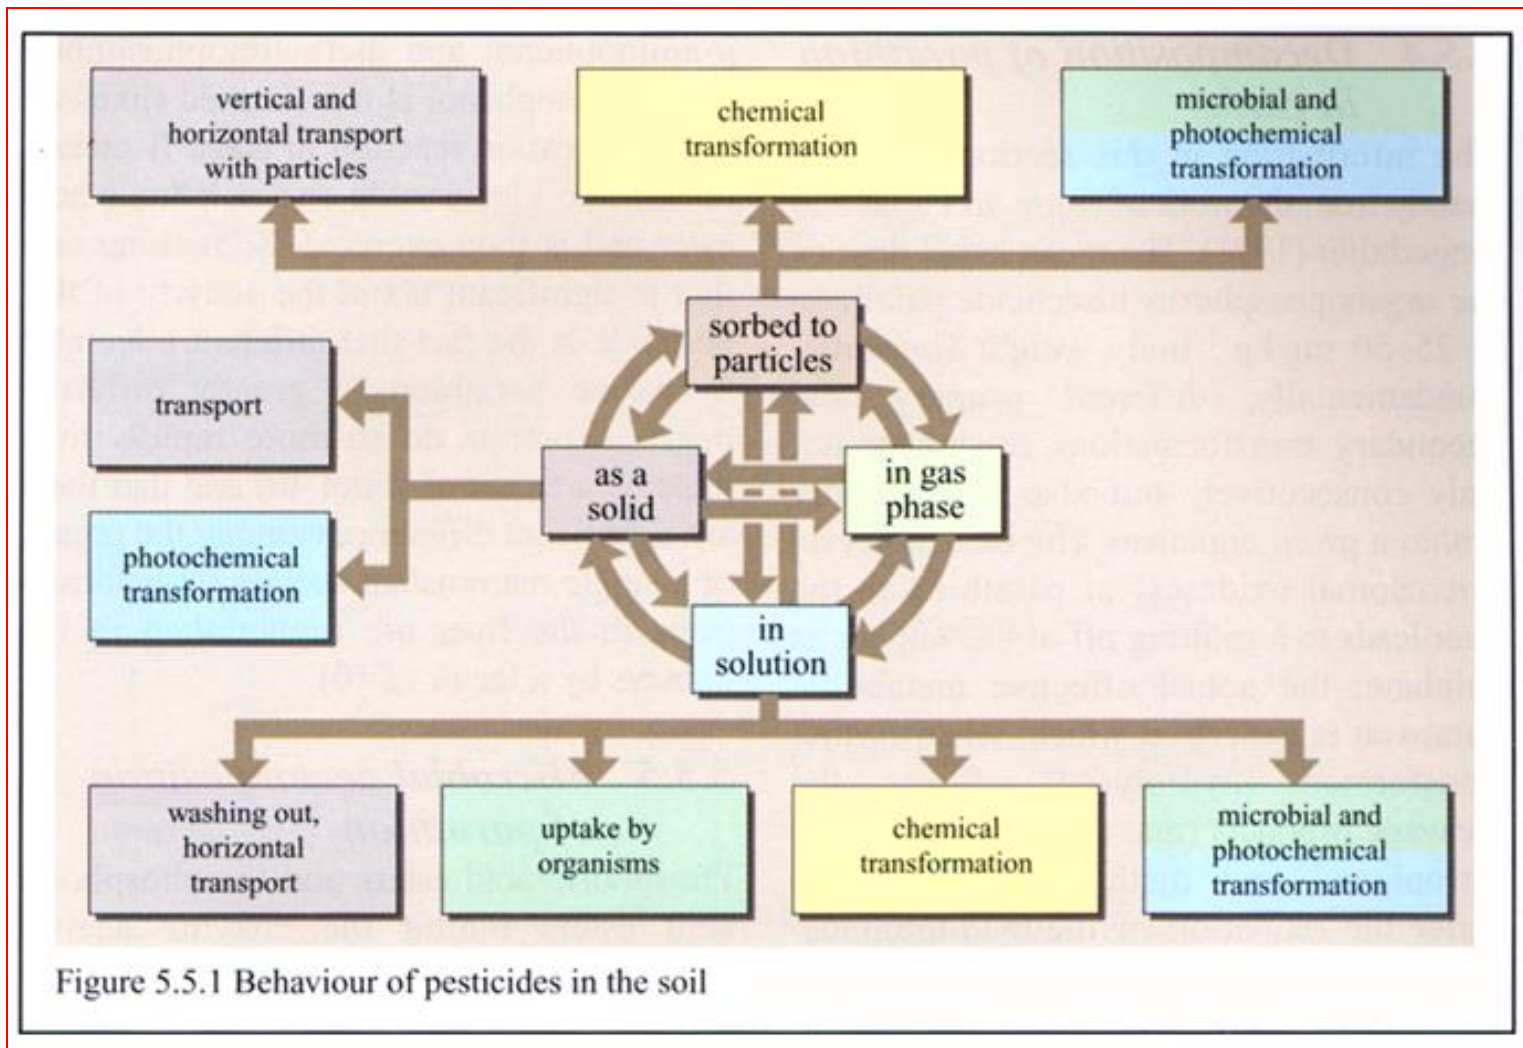 vertical and
horizontal transport
with particles
chemical
transformation
microbial and
photochemical
transformation
sorbed to
particles
transport
as a
solid
in gas
phase
photochemical
transformation
in
solution
washing out,
horizontal
transport
uptake by
organisms
chemical
transformation
microbial and
photochemical
transformation
Figure 5.5.1 Behaviour of pesticides in the soil